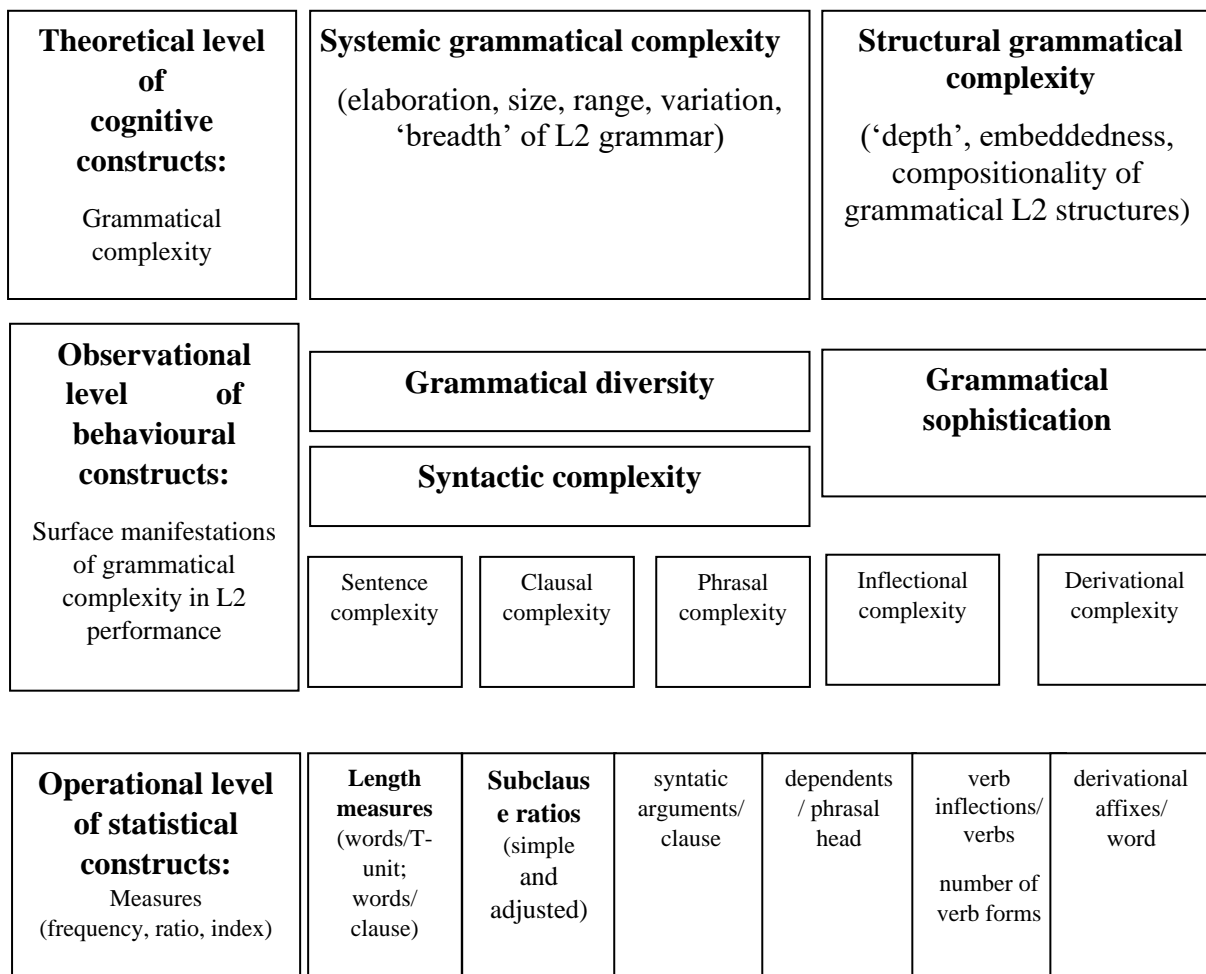 Theoretical level
of
cognitive
constructs:
Grammatical
complexity
Systemic grammatical complexity
(elaboration, size, range, variation,
‘breadth’ of L2 grammar)
Structural grammatical
complexity
(‘depth’, embeddedness,
compositionality of
grammatical L2 structures)
Observational
level of
behavioural
constructs:
Surface manifestations
of grammatical
complexity in L2
performance
Grammatical diversity
Syntactic complexity
Grammatical
sophistication
Sentence
complexity
Clausal
complexity
Phrasal
complexity
Inflectional
complexity
Derivational
complexity
Operational level
of statistical
constructs:
Measures
(frequency, ratio, index)
Length
measures
(words/T-
unit;
words/
clause)
Subclaus
e ratios
(simple
and
adjusted)
syntatic
arguments/
clause
dependents
/ phrasal
head
verb
inflections/
verbs
number of
verb forms
derivational
affixes/
word